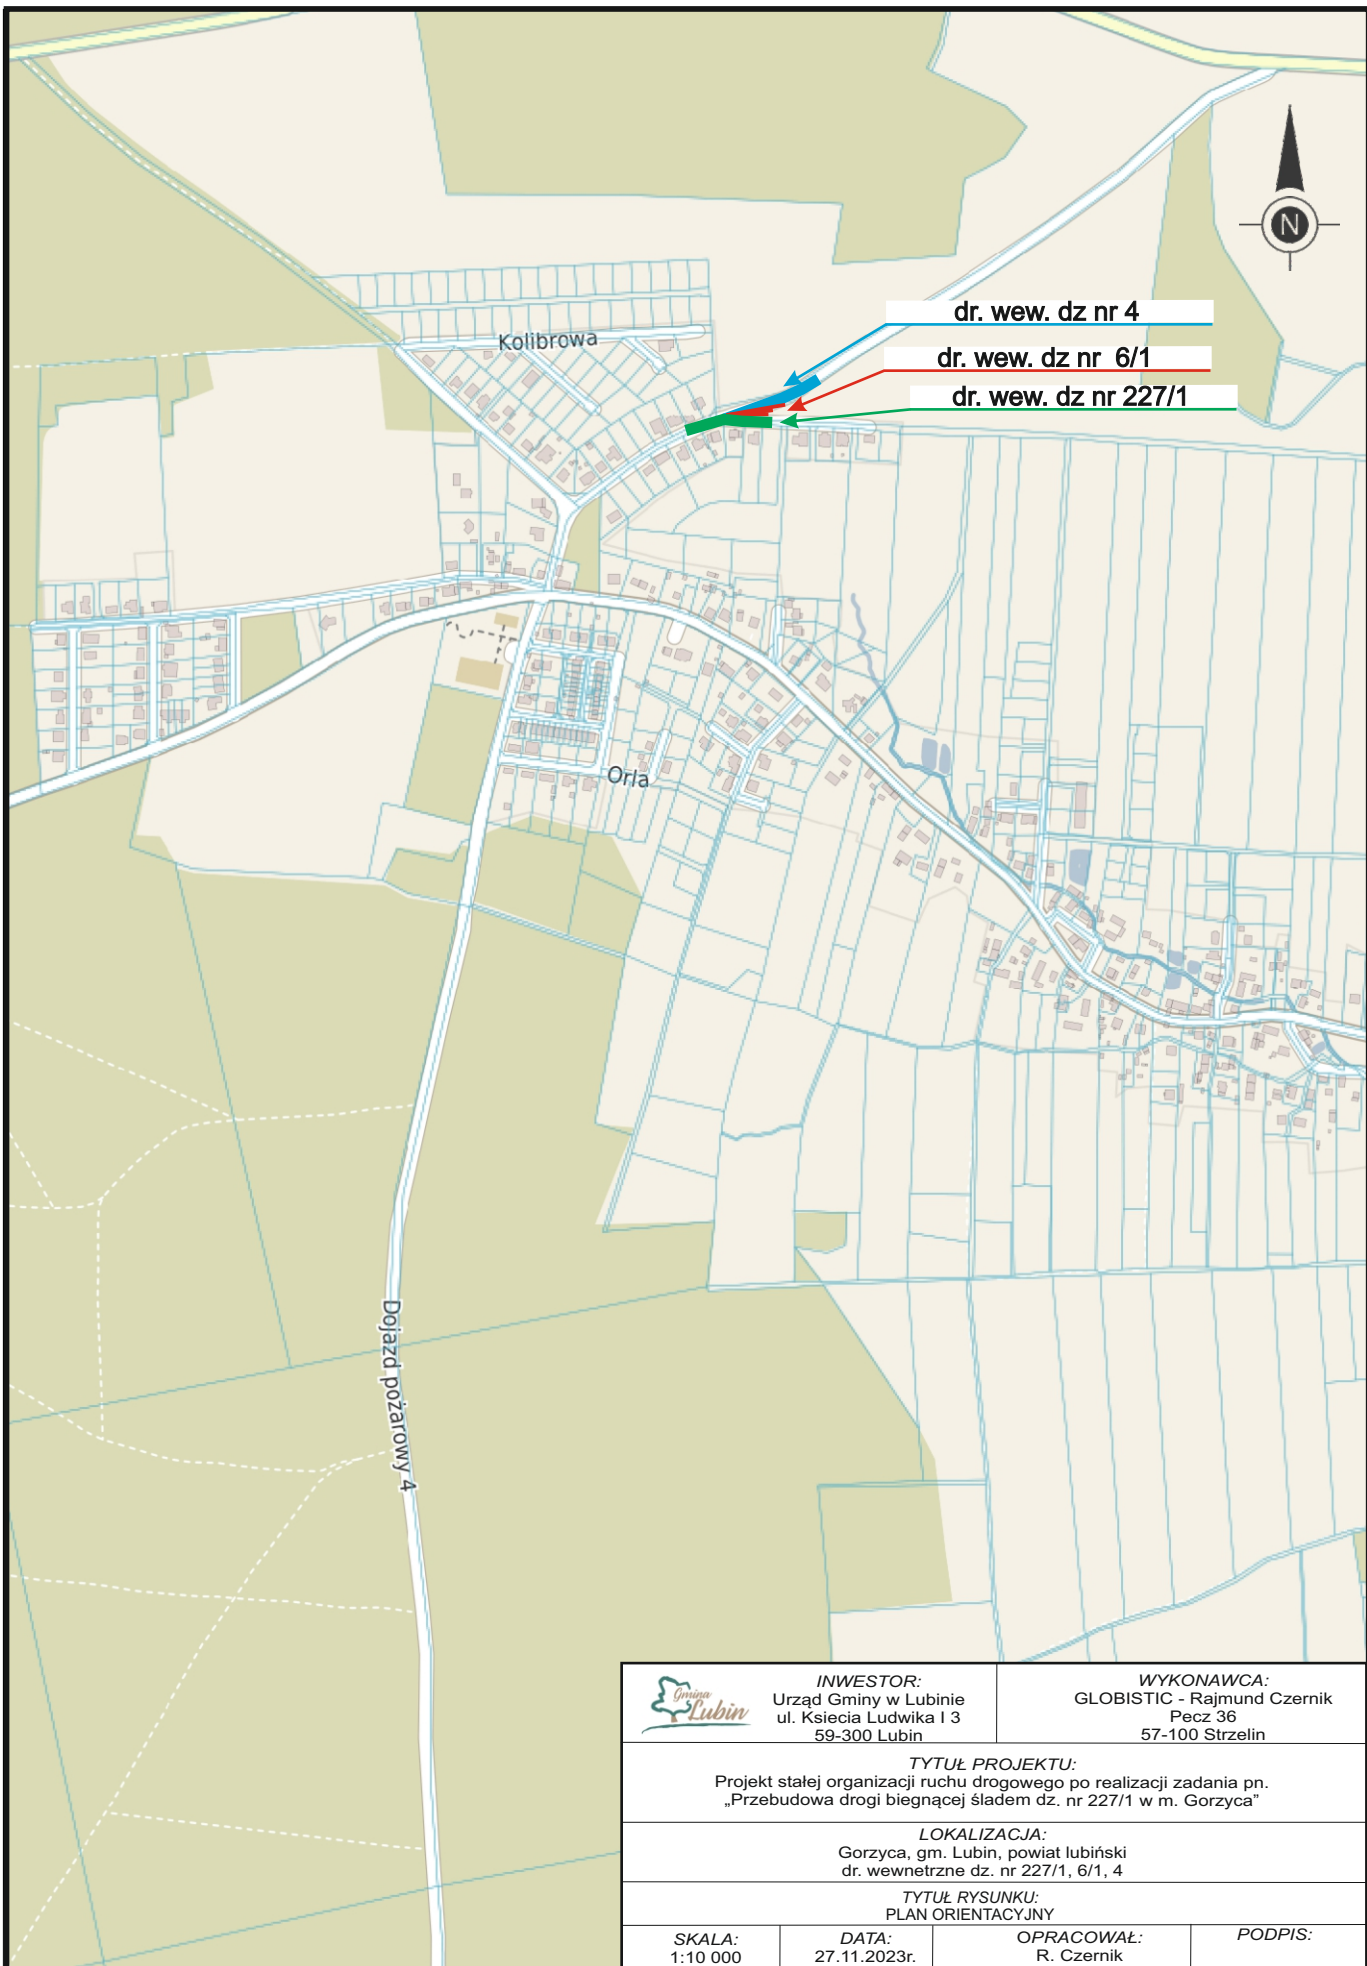 N
dr. wew. dz nr 4
Kolibrowa
dr. wew. dz nr 6/1
dr. wew. dz nr 227/1
Orla
Dojazd pożarowy 4
Gmina
Lubin
INWESTOR:
Urząd Gminy w Lubinie
ul. Ksiecia Ludwika I 3
59-300 Lubin
WYKONAWCA:
GLOBISTIC - Rajmund Czernik
Pecz 36
57-100 Strzelin
TYTUŁ PROJEKTU:
Projekt stałej organizacji ruchu drogowego po realizacji zadania pn.
„Przebudowa drogi biegnącej śladem dz. nr 227/1 w m. Gorzyca”
LOKALIZACJA:
Gorzyca, gm. Lubin, powiat lubiński
dr. wewnetrzne dz. nr 227/1, 6/1, 4
TYTUŁ RYSUNKU:
PLAN ORIENTACYJNY
SKALA:
1:10 000
DATA:
27.11.2023r.
OPRACOWAŁ:
R. Czernik
PODPIS: